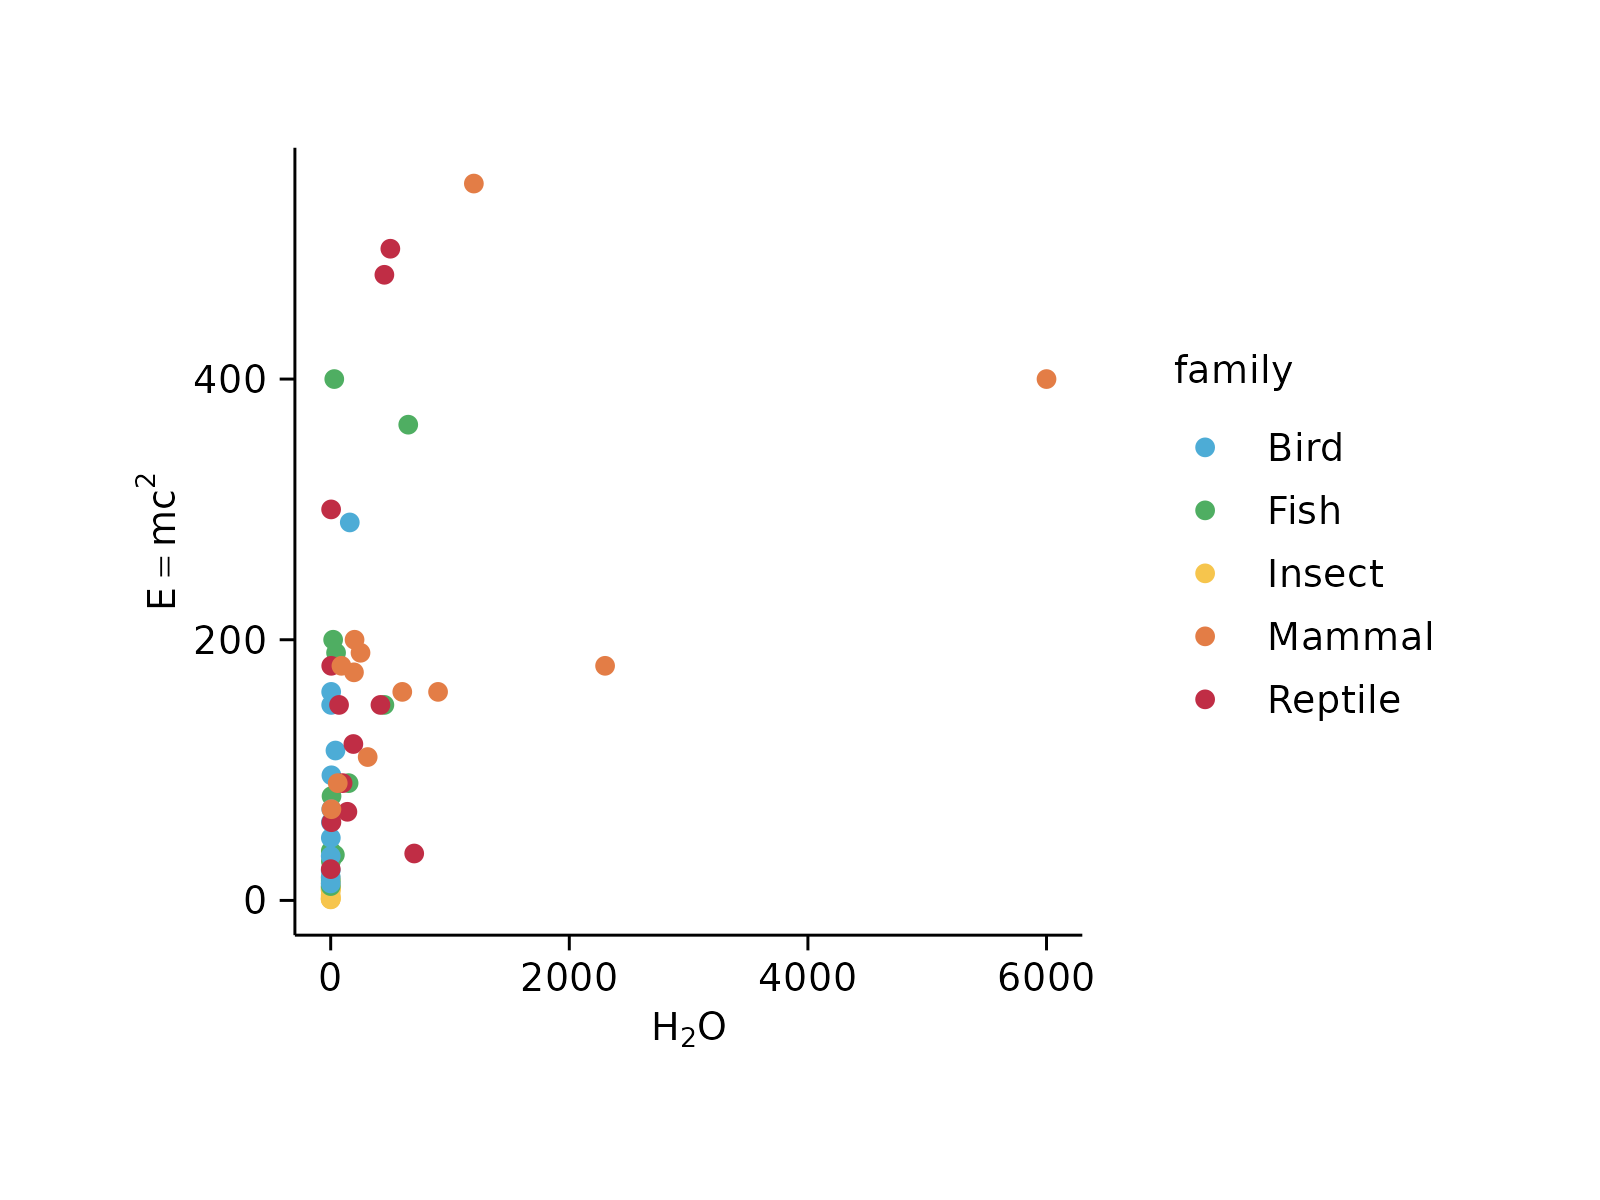 400
200
0
E = mc²
0 2000 4000 6000
H₂O
family
Bird
Fish
Insect
Mammal
Reptile